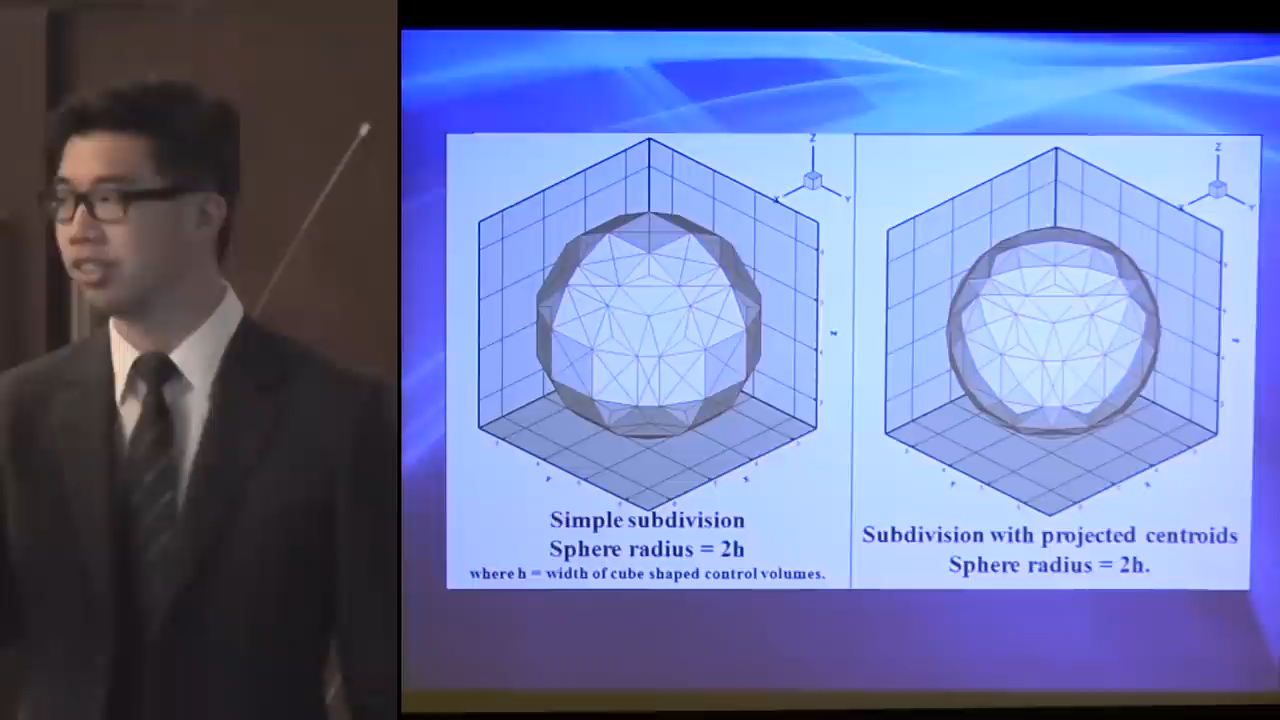 Z
X
Y
Z
X
Y
Simple subdivision
Sphere radius = 2h
where h = width of cube shaped control volumes.
Subdivision with projected centroids
Sphere radius = 2h.